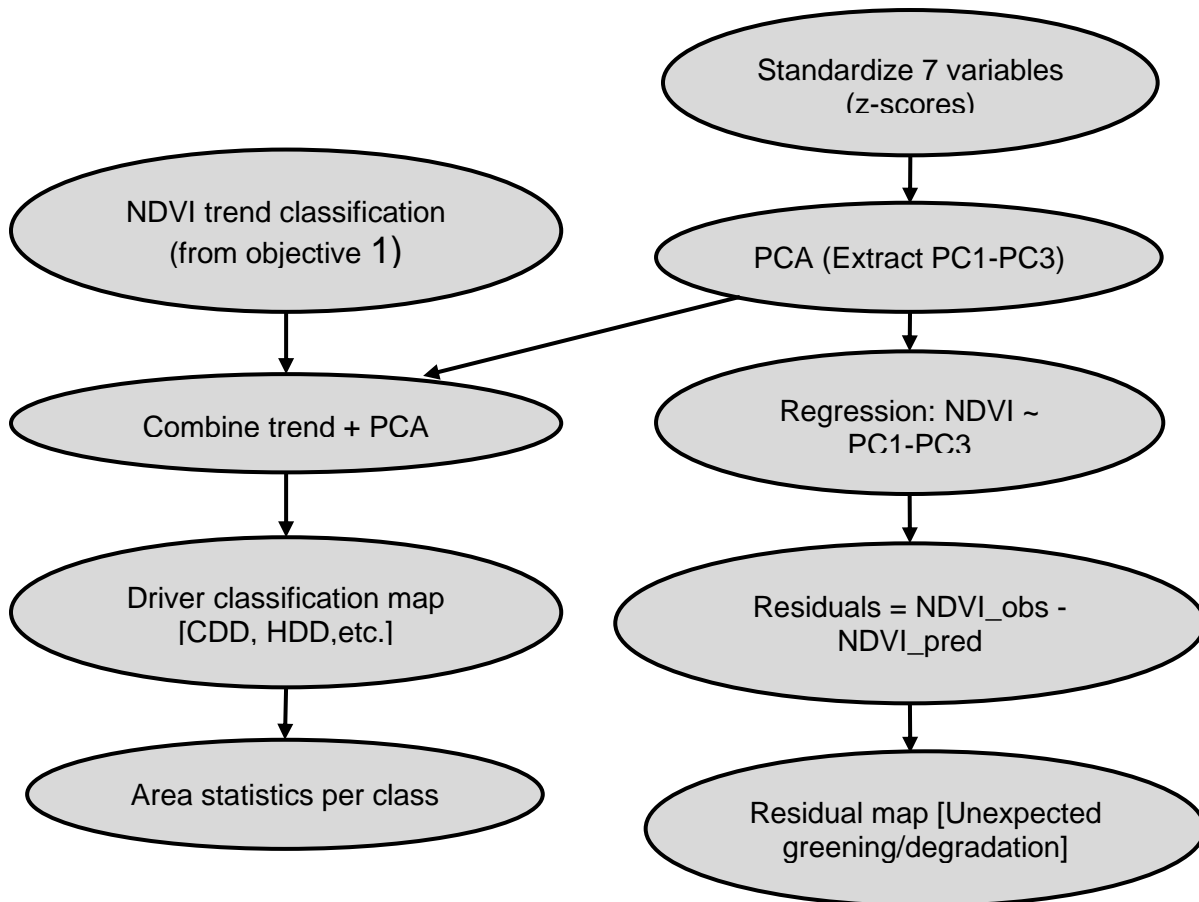 Standardize 7 variables
(z-scores)
NDVI trend classification
(from objective 1)
PCA (Extract PC1-PC3)
Combine trend + PCA
Regression: NDVI ~
PC1-PC3
Driver classification map
[CDD, HDD,etc.]
Residuals = NDVI_obs -
NDVI_pred
Area statistics per class
Residual map [Unexpected
greening/degradation]